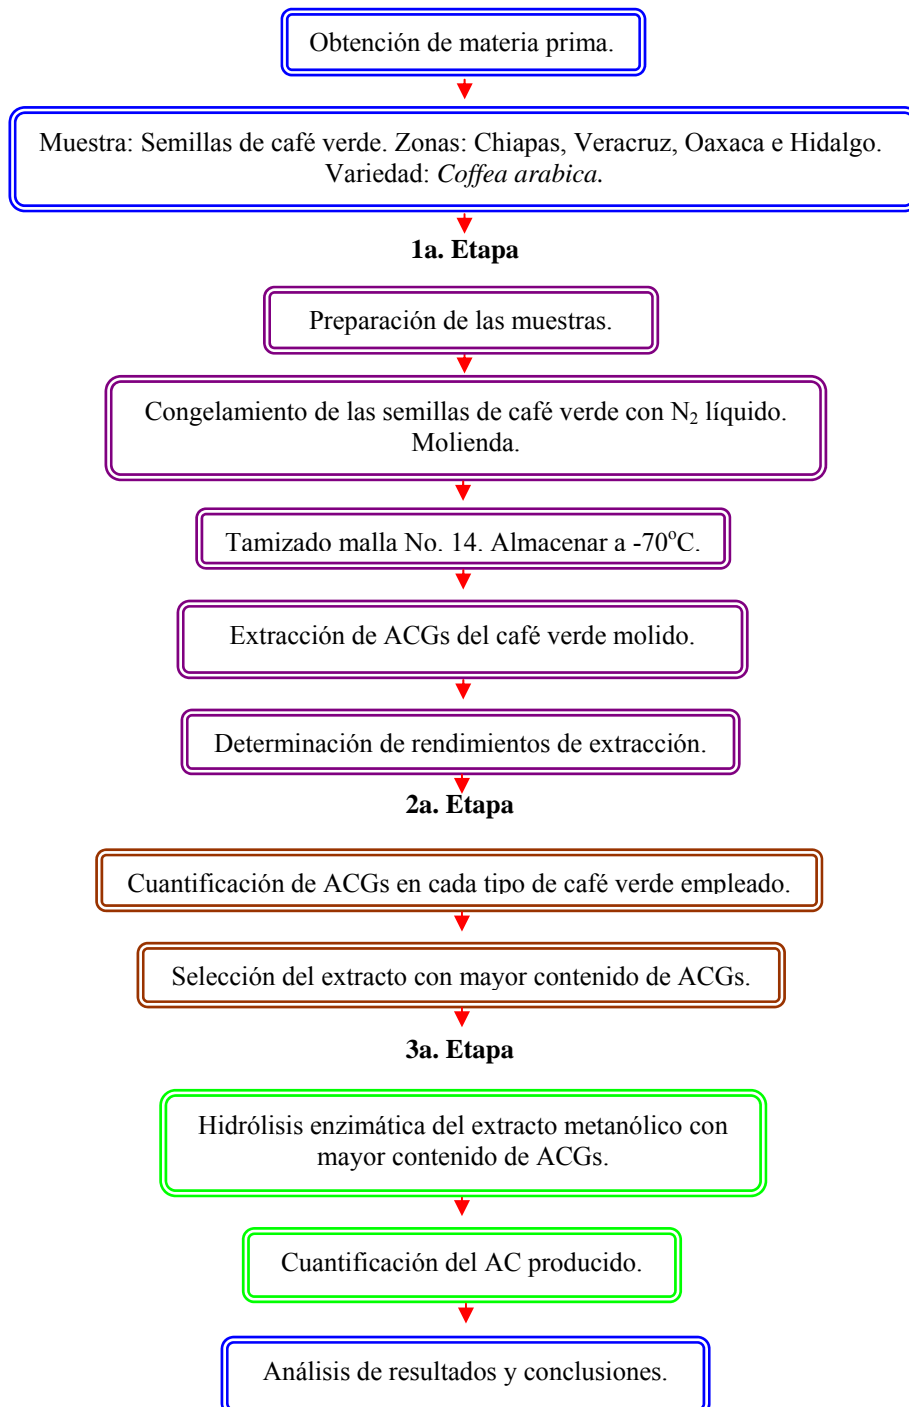 Obtención de materia prima.
Muestra: Semillas de café verde. Zonas: Chiapas, Veracruz, Oaxaca e Hidalgo.
Variedad: Coffea arabica.
1a. Etapa
Preparación de las muestras.
Congelamiento de las semillas de café verde con N₂ líquido.
Molienda.
Tamizado malla No. 14. Almacenar a -70°C.
Extracción de ACGs del café verde molido.
Determinación de rendimientos de extracción.
2a. Etapa
Cuantificación de ACGs en cada tipo de café verde empleado.
Selección del extracto con mayor contenido de ACGs.
3a. Etapa
Hidrólisis enzimática del extracto metanólico con
mayor contenido de ACGs.
Cuantificación del AC producido.
Análisis de resultados y conclusiones.